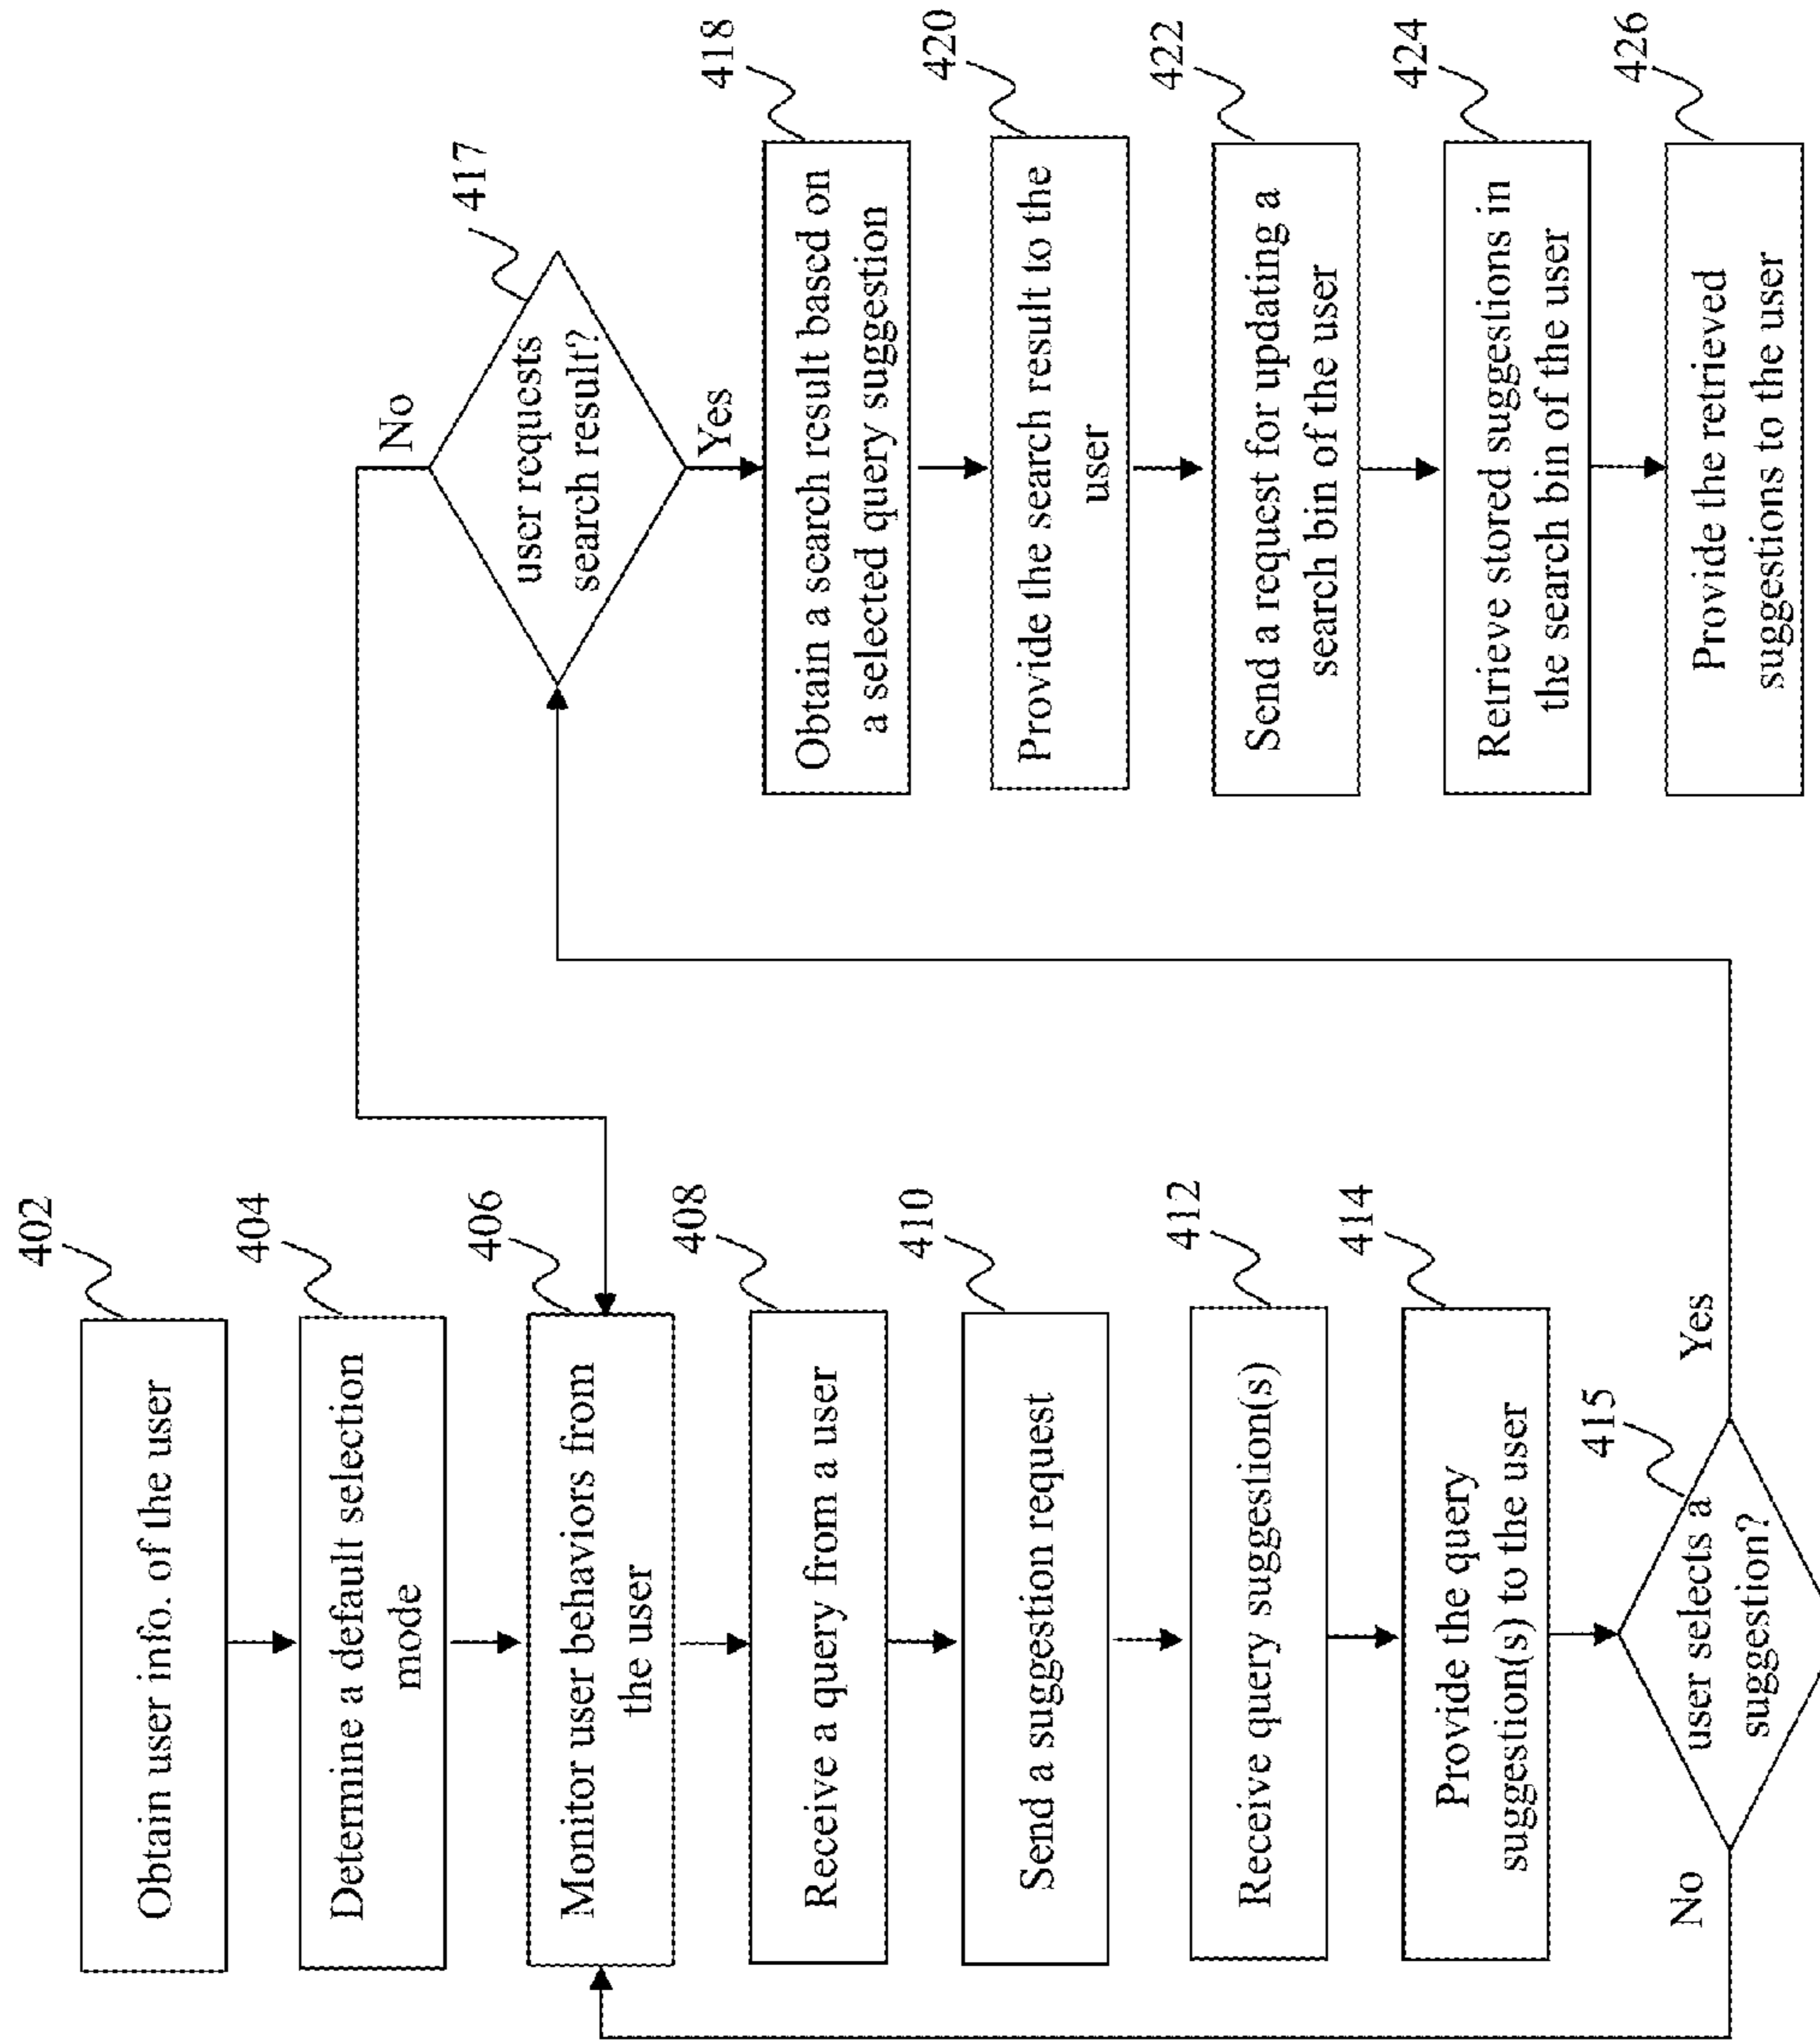 402
Obtain user info. of the user
404
Determine a default selection
mode
406
Monitor user behaviors from
the user
408
Receive a query from a user
410
Send a suggestion request
412
Receive query suggestion(s)
414
Provide the query
suggestion(s) to the user
415
user selects a
suggestion?
No
Yes
417
user requests
search result?
No
Yes
418
Obtain a search result based on
a selected query suggestion
420
Provide the search result to the
user
422
Send a request for updating a
search bin of the user
424
Retrieve stored suggestions in
the search bin of the user
426
Provide the retrieved
suggestions to the user